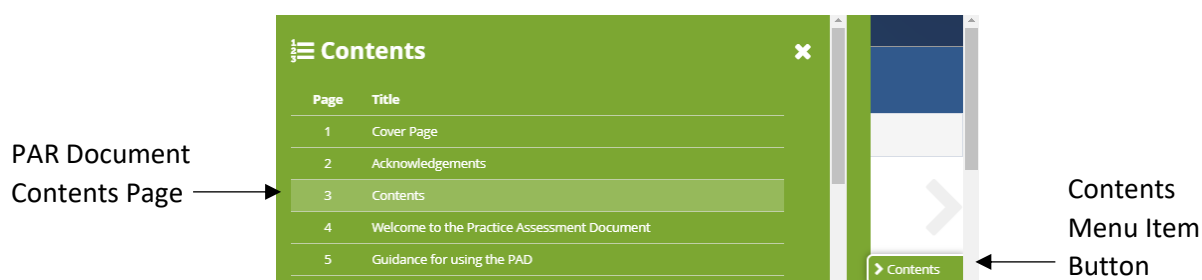 Contents
Page Title
1 Cover Page
2 Acknowledgements
3 Contents
4 Welcome to the Practice Assessment Document
5 Guidance for using the PAD
PAR Document
Contents Page
Contents
Contents
Menu Item
Button